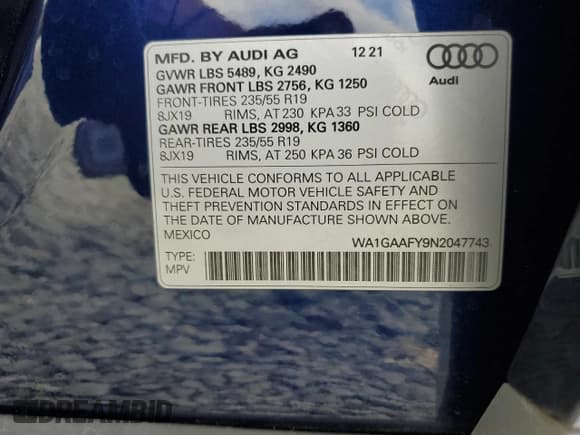 MFD. BY AUDI AG 12 21
GVWR LBS 5489, KG 2490
GAWR FRONT LBS 2756, KG 1250
FRONT-TIRES 235/55 R19
8JX19 RIMS, AT 230 KPA 33 PSI COLD
GAWR REAR LBS 2998, KG 1360
REAR-TIRES 235/55 R19
8JX19 RIMS, AT 250 KPA 36 PSI COLD
Audi
THIS VEHICLE CONFORMS TO ALL APPLICABLE
U.S. FEDERAL MOTOR VEHICLE SAFETY AND
THEFT PREVENTION STANDARDS IN EFFECT ON
THE DATE OF MANUFACTURE SHOWN ABOVE.
MEXICO WA1GAAFY9N2047743
TYPE:
MPV
DREAMBID